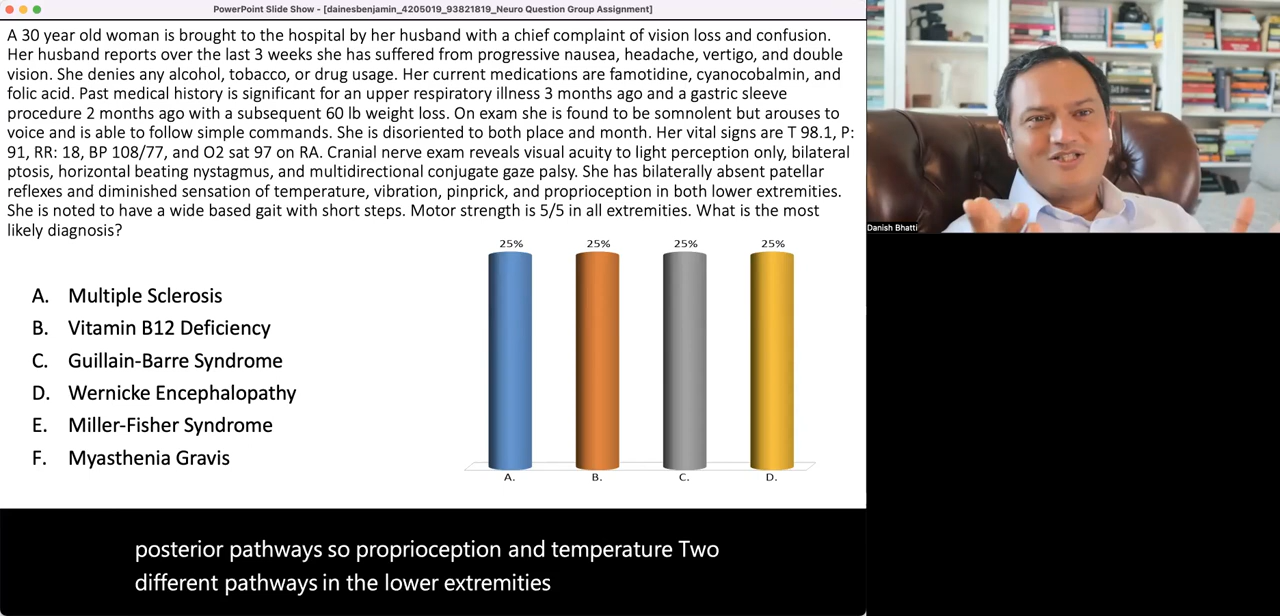 PowerPoint Slide Show - [dainesbenjamin_4205019_93821819_Neuro Question Group Assignment]
A 30 year old woman is brought to the hospital by her husband with a chief complaint of vision loss and confusion.
Her husband reports over the last 3 weeks she has suffered from progressive nausea, headache, vertigo, and double
vision. She denies any alcohol, tobacco, or drug usage. Her current medications are famotidine, cyanocobalmin, and
folic acid. Past medical history is significant for an upper respiratory illness 3 months ago and a gastric sleeve
procedure 2 months ago with a subsequent 60 lb weight loss. On exam she is found to be somnolent but arouses to
voice and is able to follow simple commands. She is disoriented to both place and month. Her vital signs are T 98.1, P:
91, RR: 18, BP 108/77, and O2 sat 97 on RA. Cranial nerve exam reveals visual acuity to light perception only, bilateral
ptosis, horizontal beating nystagmus, and multidirectional conjugate gaze palsy. She has bilaterally absent patellar
reflexes and diminished sensation of temperature, vibration, pinprick, and proprioception in both lower extremities.
She is noted to have a wide based gait with short steps. Motor strength is 5/5 in all extremities. What is the most
likely diagnosis?
A. Multiple Sclerosis
B. Vitamin B12 Deficiency
C. Guillain-Barre Syndrome
D. Wernicke Encephalopathy
E. Miller-Fisher Syndrome
F. Myasthenia Gravis
25% 25% 25% 25%
A. B. C. D.
Danish Bhatti
posterior pathways so proprioception and temperature Two
different pathways in the lower extremities